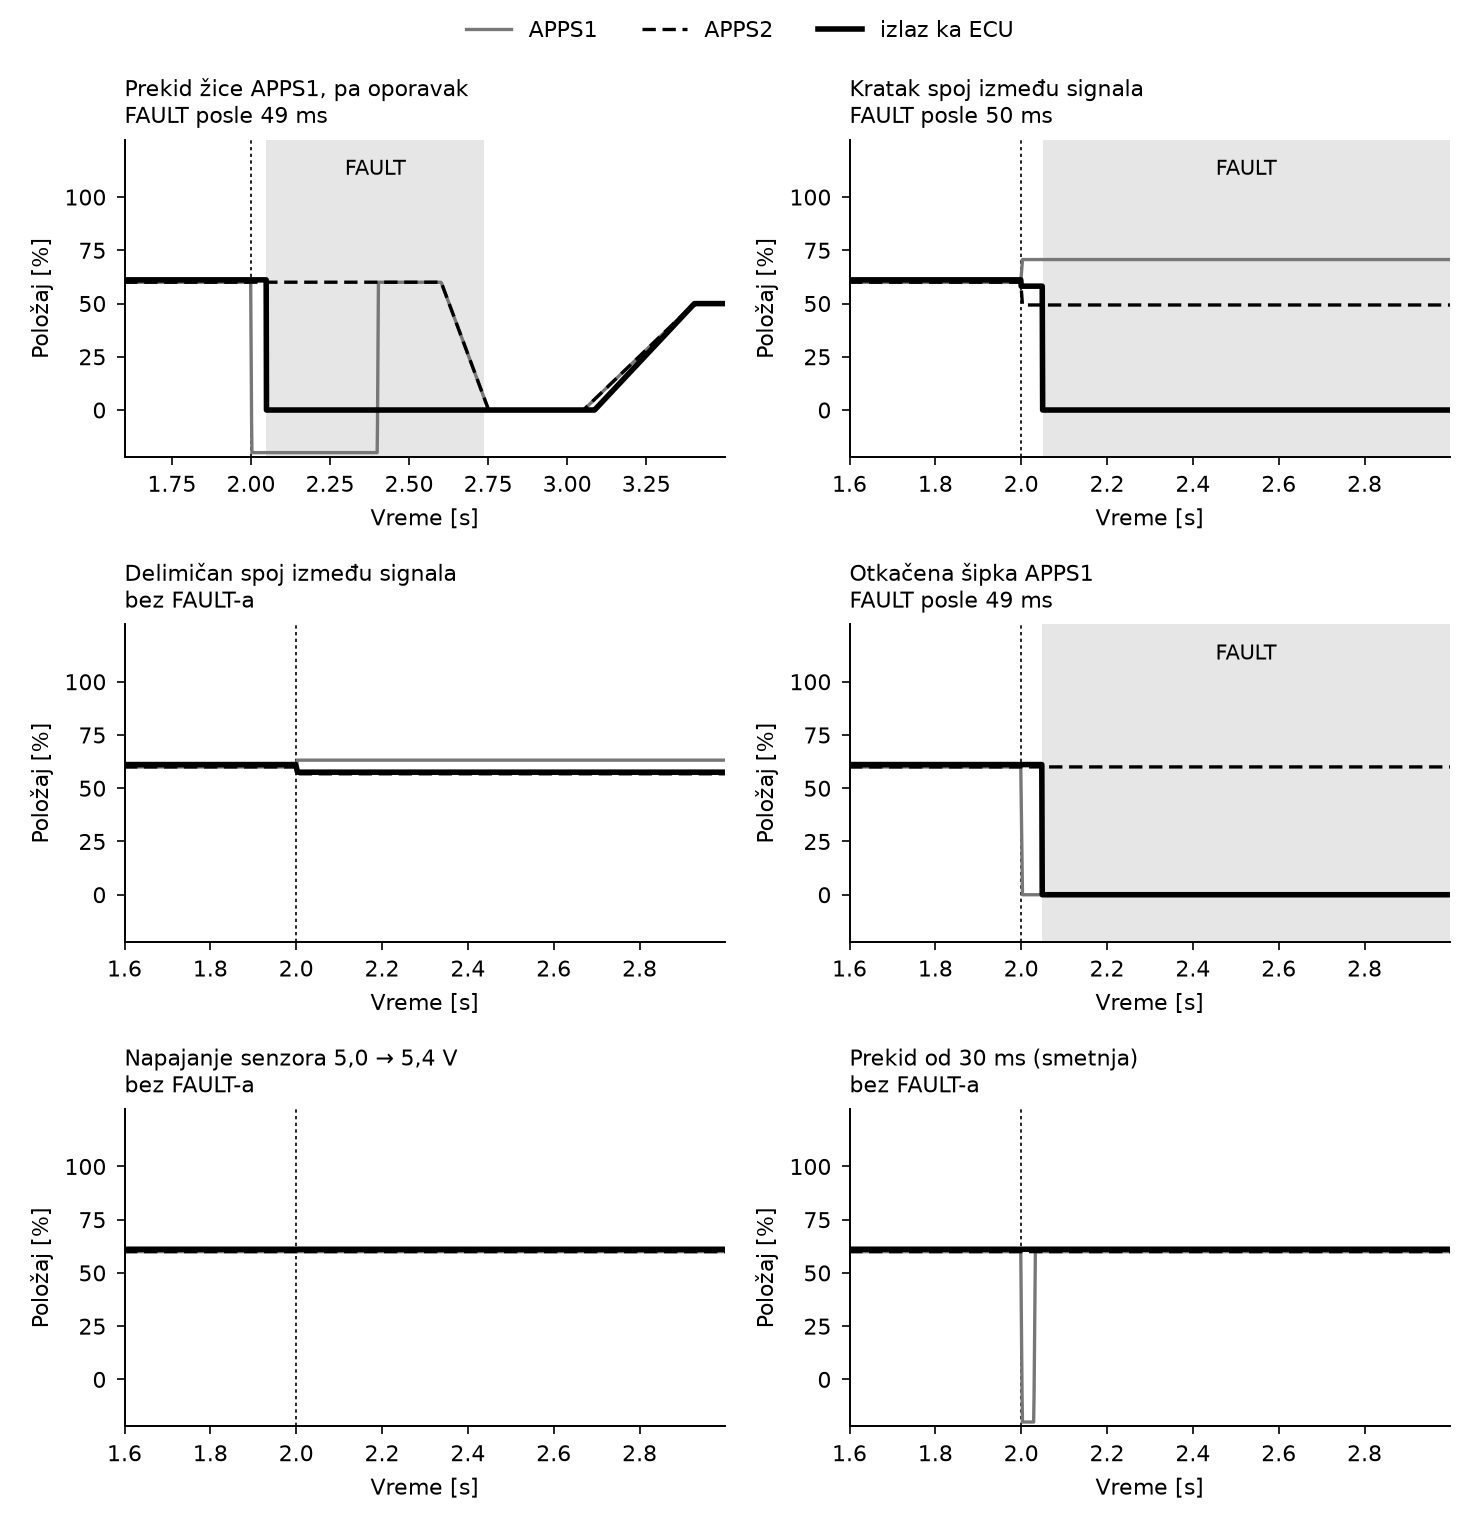 APPS1 APPS2 izlaz ka ECU
Prekid žice APPS1, pa oporavak
FAULT posle 49 ms
FAULT
100
75
50
25
0
Položaj [%]
1.75 2.00 2.25 2.50 2.75 3.00 3.25
Vreme [s]
Kratak spoj između signala
FAULT posle 50 ms
FAULT
100
75
50
25
0
Položaj [%]
1.6 1.8 2.0 2.2 2.4 2.6 2.8
Vreme [s]
Delimičan spoj između signala
bez FAULT-a
100
75
50
25
0
Položaj [%]
1.6 1.8 2.0 2.2 2.4 2.6 2.8
Vreme [s]
Otkačena šipka APPS1
FAULT posle 49 ms
FAULT
100
75
50
25
0
Položaj [%]
1.6 1.8 2.0 2.2 2.4 2.6 2.8
Vreme [s]
Napajanje senzora 5,0 → 5,4 V
bez FAULT-a
100
75
50
25
0
Položaj [%]
1.6 1.8 2.0 2.2 2.4 2.6 2.8
Vreme [s]
Prekid od 30 ms (smetnja)
bez FAULT-a
100
75
50
25
0
Položaj [%]
1.6 1.8 2.0 2.2 2.4 2.6 2.8
Vreme [s]